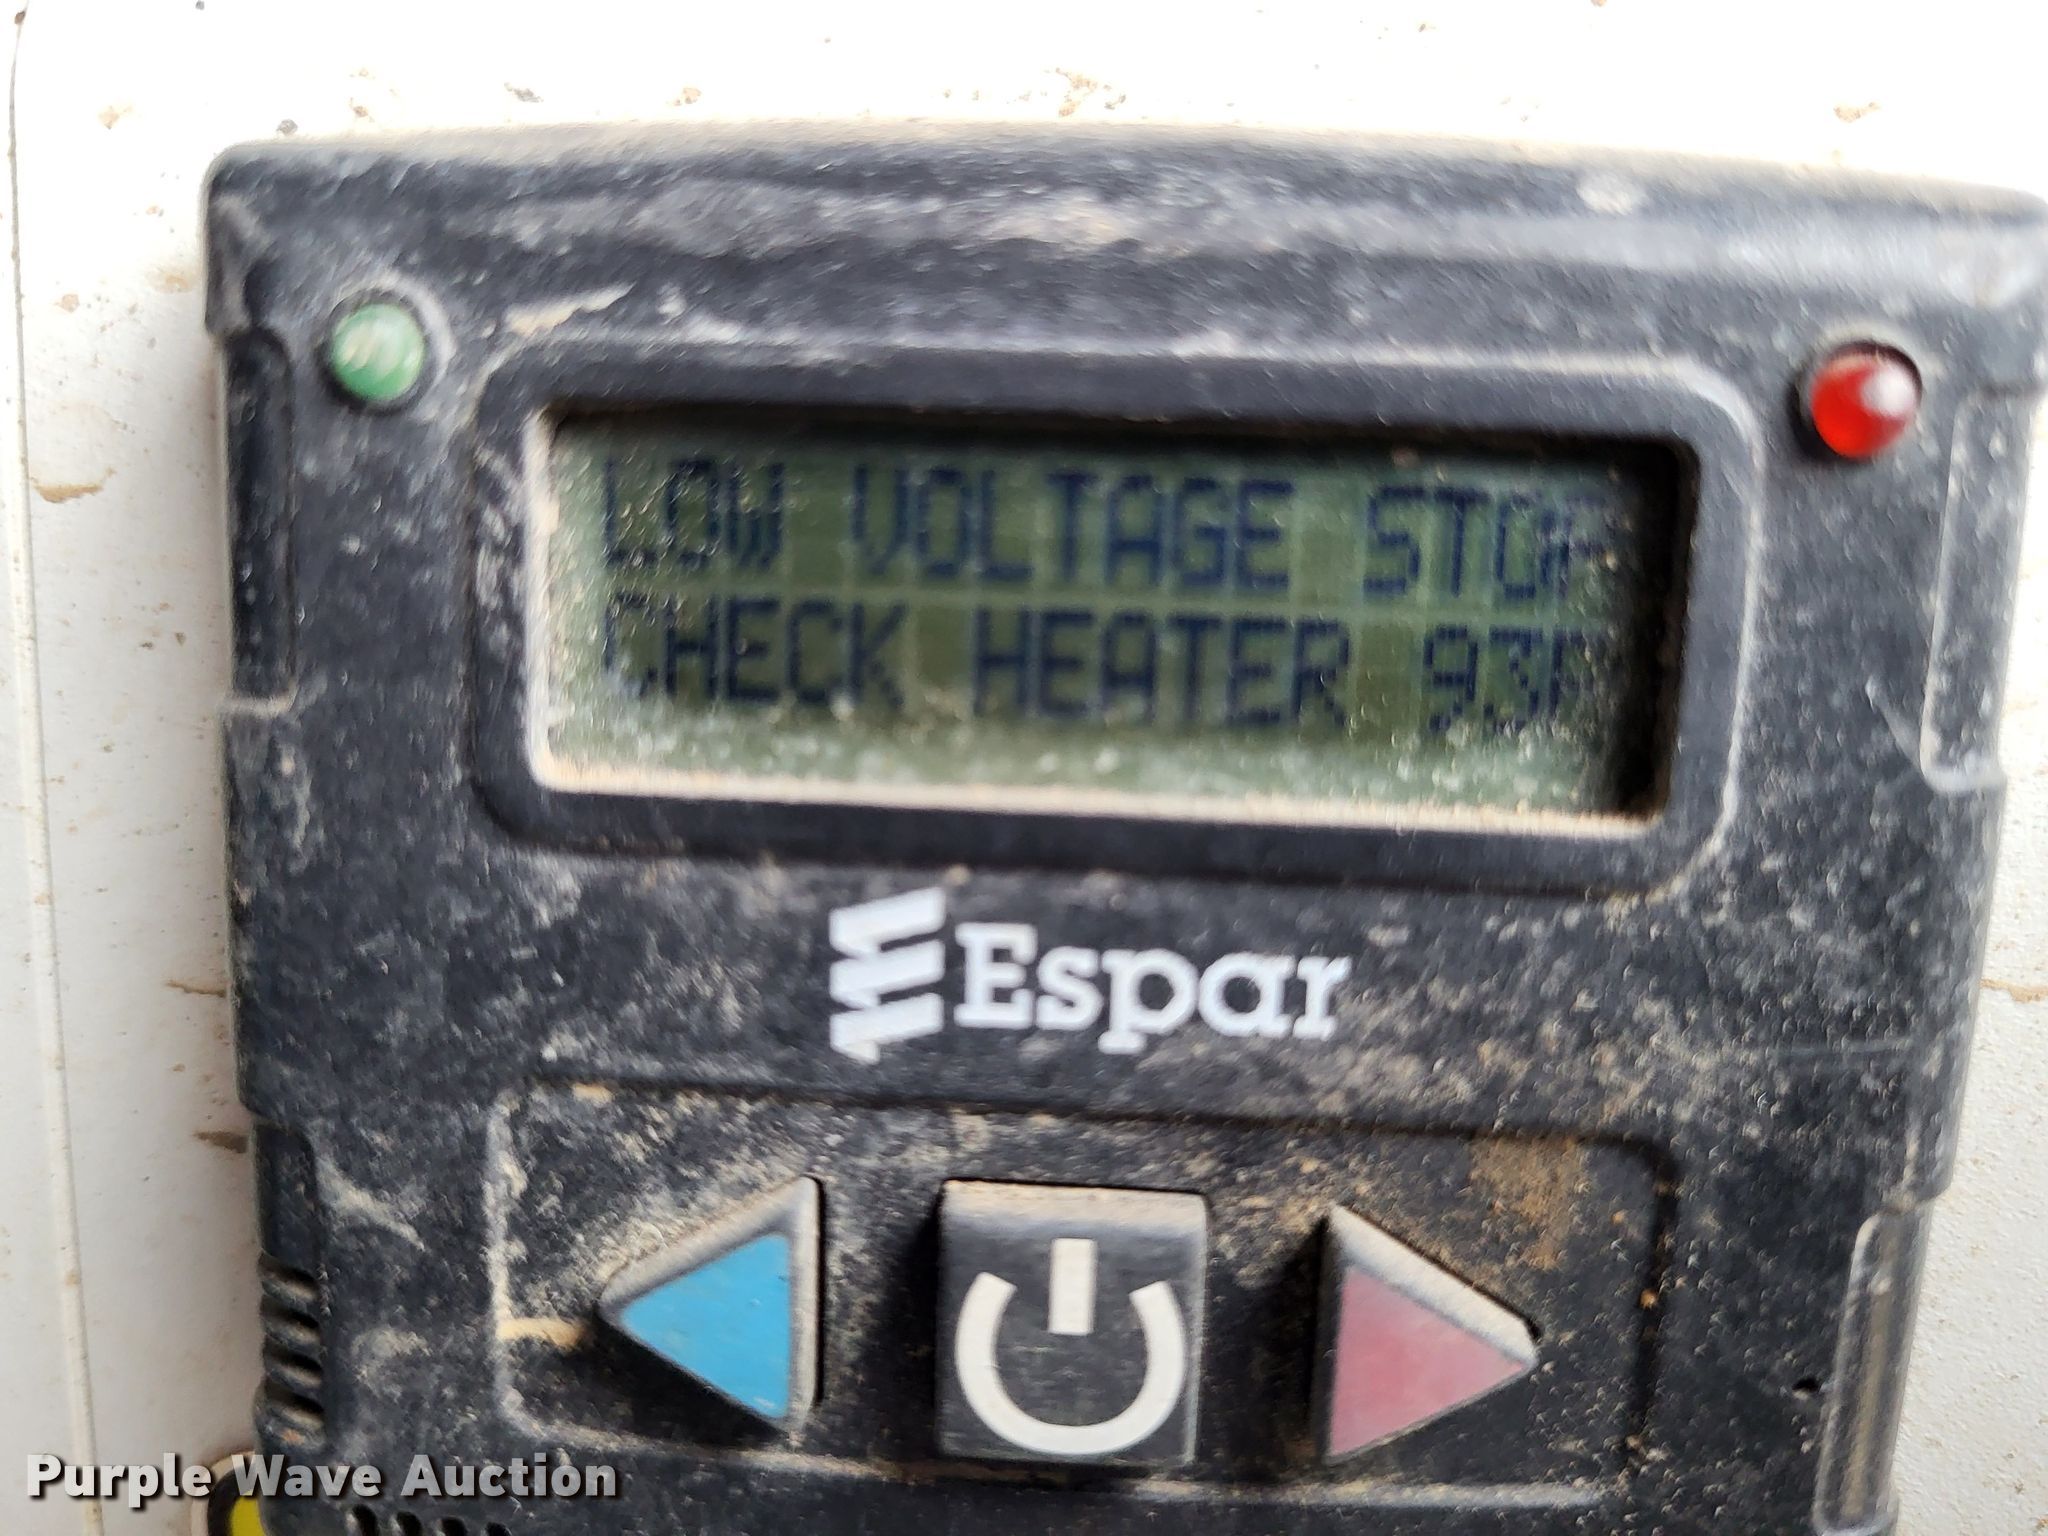 LOW VOLTAGE STOP
CHECK HEATER 93F
Espar
Purple Wave Auction